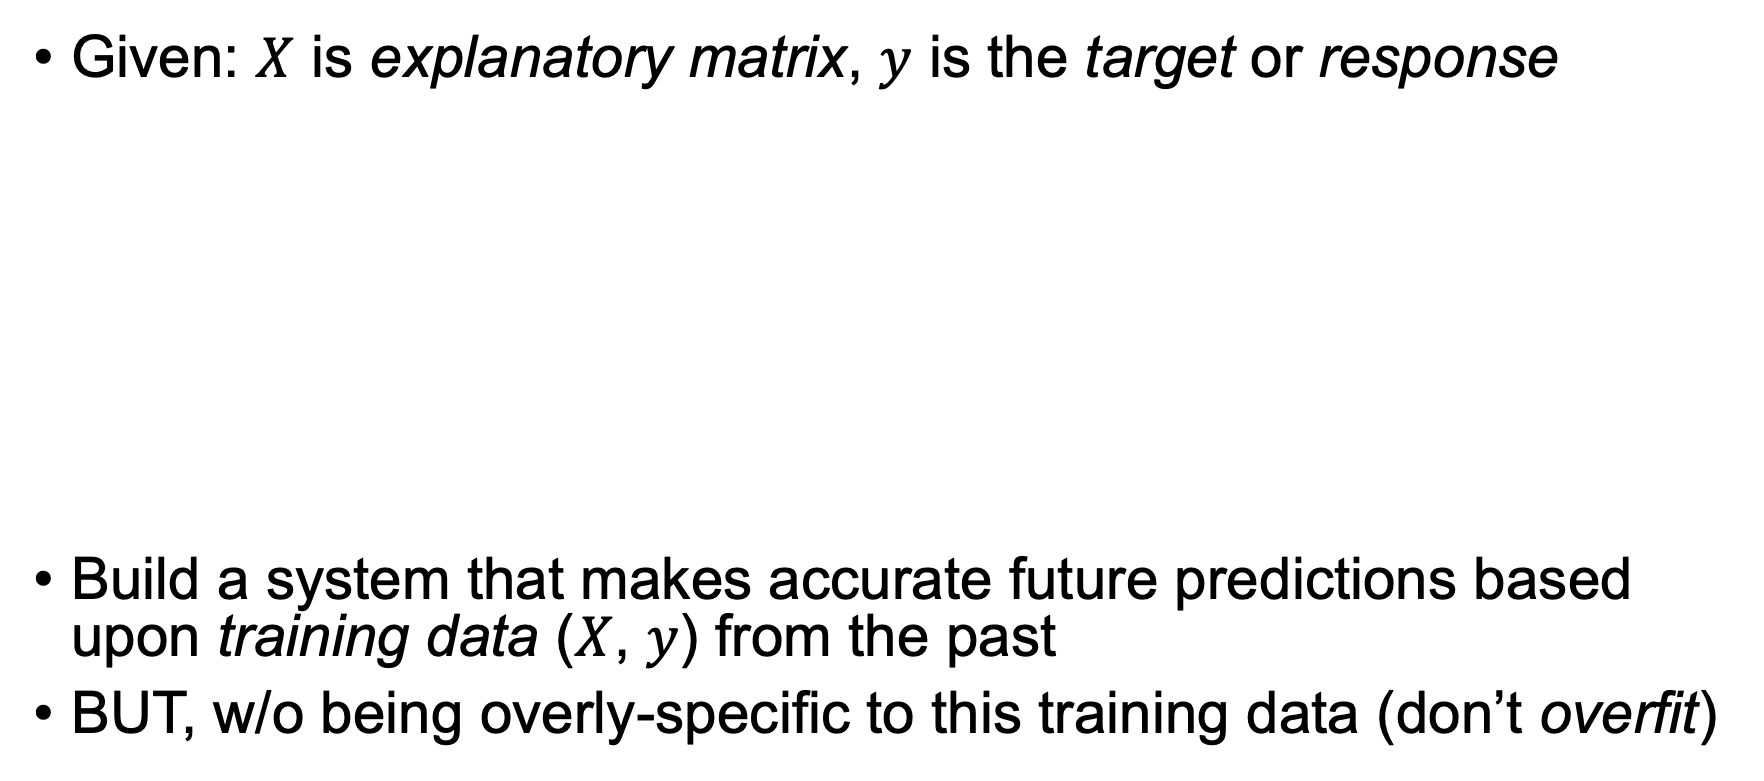 • Given: X is explanatory matrix, y is the target or response
• Build a system that makes accurate future predictions based
upon training data (X, y) from the past
• BUT, w/o being overly-specific to this training data (don’t overfit)